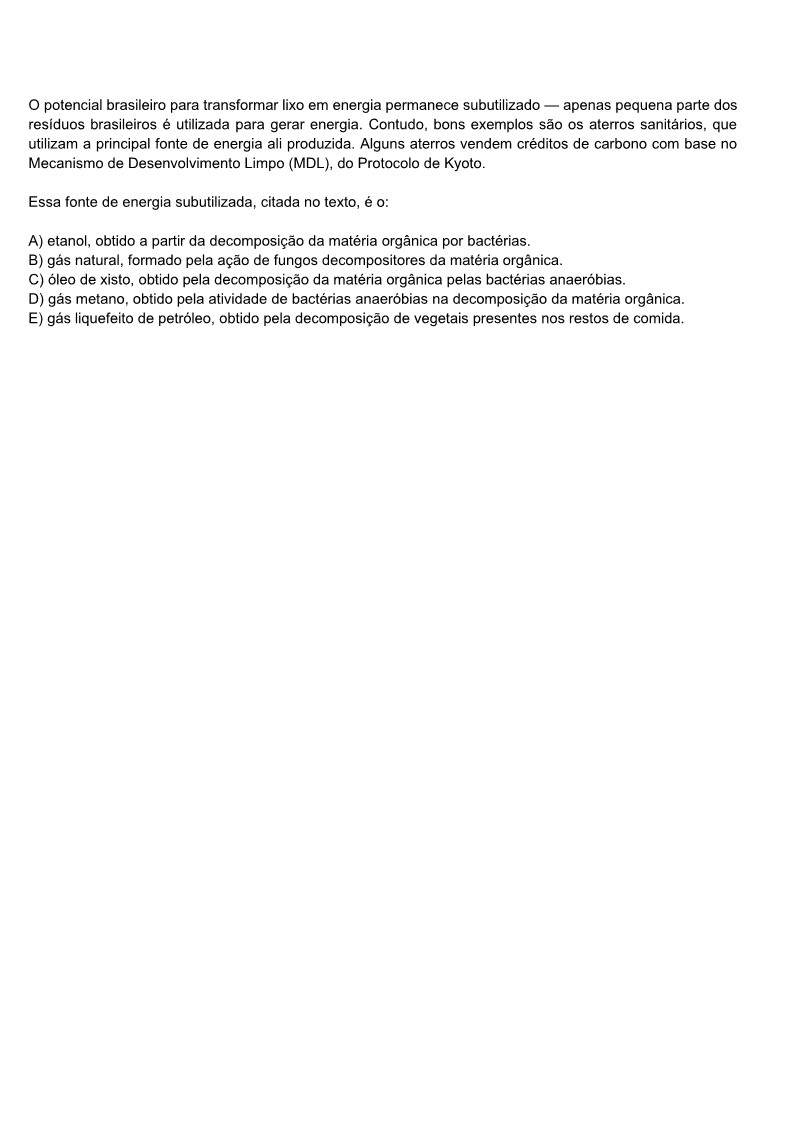 O potencial brasileiro para transformar lixo em energia permanece subutilizado — apenas pequena parte dos
resíduos brasileiros é utilizada para gerar energia. Contudo, bons exemplos são os aterros sanitários, que
utilizam a principal fonte de energia ali produzida. Alguns aterros vendem créditos de carbono com base no
Mecanismo de Desenvolvimento Limpo (MDL), do Protocolo de Kyoto.
Essa fonte de energia subutilizada, citada no texto, é o:
A) etanol, obtido a partir da decomposição da matéria orgânica por bactérias.
B) gás natural, formado pela ação de fungos decompositores da matéria orgânica.
C) óleo de xisto, obtido pela decomposição da matéria orgânica pelas bactérias anaeróbias.
D) gás metano, obtido pela atividade de bactérias anaeróbias na decomposição da matéria orgânica.
E) gás liquefeito de petróleo, obtido pela decomposição de vegetais presentes nos restos de comida.